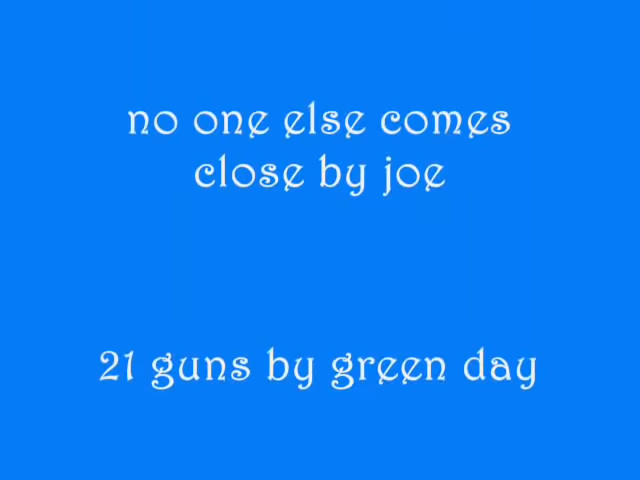 no one else comes
close by joe
21 guns by green day